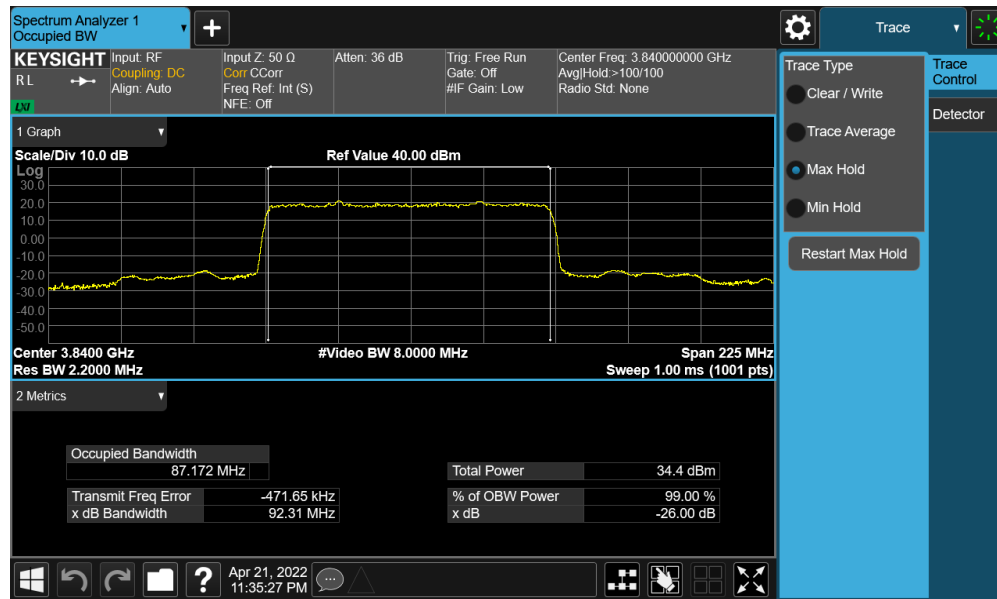 Spectrum Analyzer 1
Occupied BW
+
Trace
KEYSIGHT
R L
LXI
Input: RF
Coupling: DC
Align: Auto
Input Z: 50 Ω
Corr CCorr
Freq Ref: Int (S)
NFE: Off
Atten: 36 dB
Trig: Free Run
Gate: Off
#IF Gain: Low
Center Freq: 3.840000000 GHz
Avg|Hold:>100/100
Radio Std: None
Trace Type
Clear / Write
Trace Average
Max Hold
Min Hold
Restart Max Hold
Trace
Control
Detector
1 Graph
Scale/Div 10.0 dB
Ref Value 40.00 dBm
Log
30.0
20.0
10.0
0.00
-10.0
-20.0
-30.0
-40.0
-50.0
Center 3.8400 GHz
#Video BW 8.0000 MHz
Span 225 MHz
Res BW 2.2000 MHz
Sweep 1.00 ms (1001 pts)
2 Metrics
Occupied Bandwidth
87.172 MHz
Total Power 34.4 dBm
Transmit Freq Error -471.65 kHz
% of OBW Power 99.00 %
x dB Bandwidth 92.31 MHz
x dB -26.00 dB
?
Apr 21, 2022
11:35:27 PM